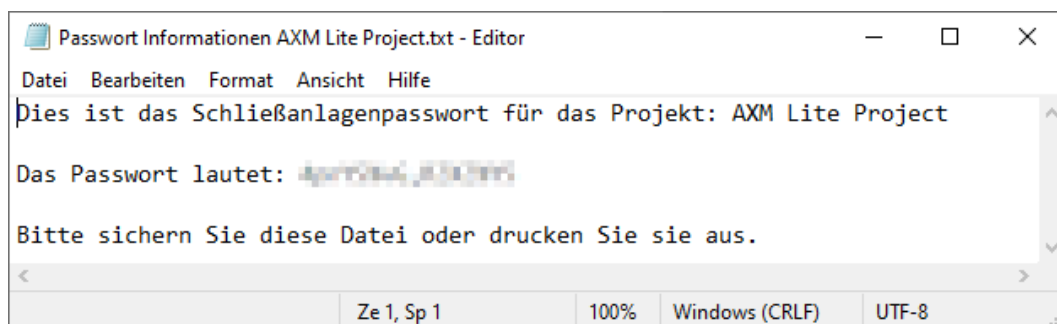 Passwort Informationen AXM Lite Project.txt - Editor
Datei Bearbeiten Format Ansicht Hilfe
Dies ist das Schließanlagenpasswort für das Projekt: AXM Lite Project
Das Passwort lautet:
Bitte sichern Sie diese Datei oder drucken Sie sie aus.
Ze 1, Sp 1 100% Windows (CRLF) UTF-8